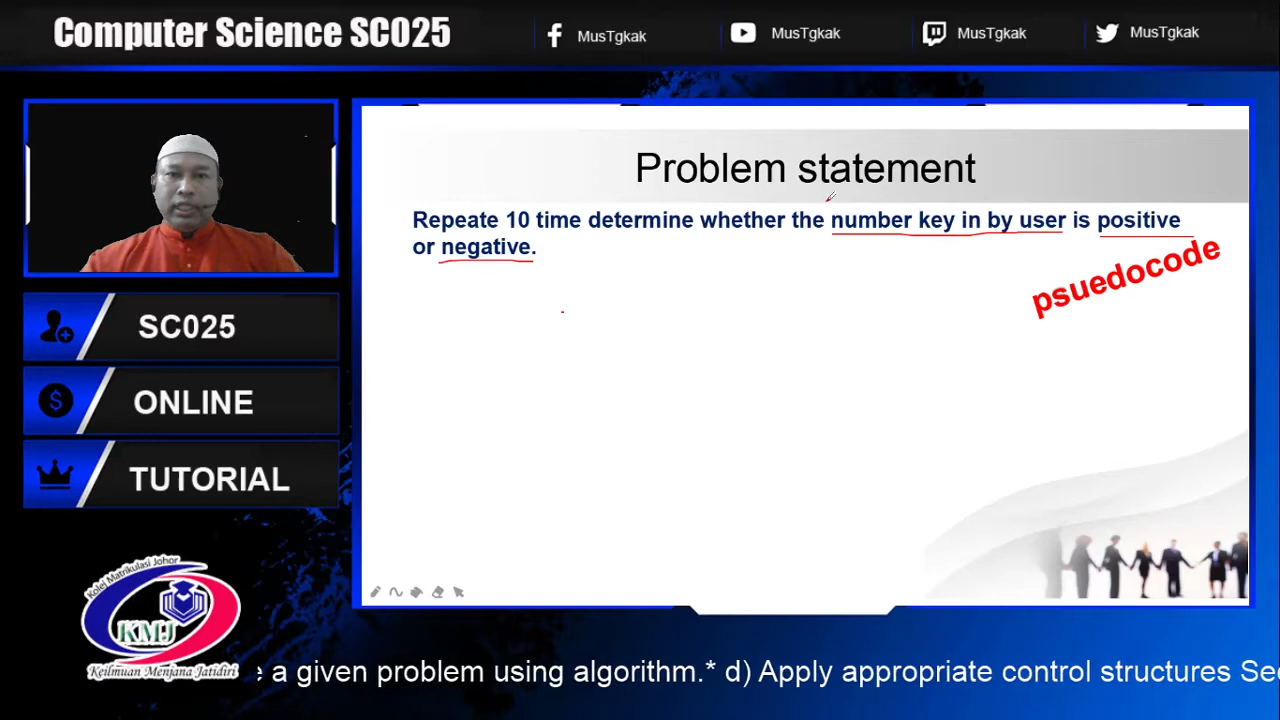 Computer Science SC025
MusTgkak
MusTgkak
MusTgkak
MusTgkak
Problem statement
Repeate 10 time determine whether the number key in by user is positive
or negative.
psuedocode
SC025
ONLINE
TUTORIAL
Kolej Matrikulasi Johor
KMJ
Keilmuan Menjana Jatidiri
a given problem using algorithm.* d) Apply appropriate control structures